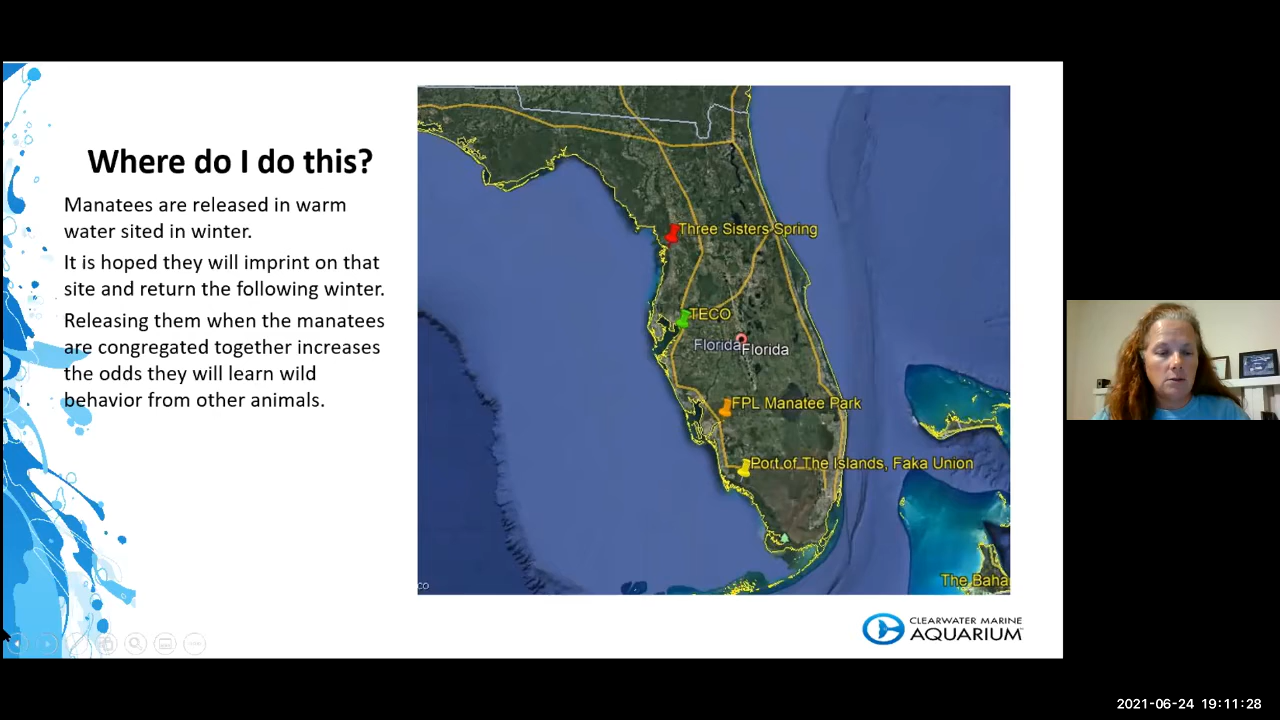 Where do I do this?
Manatees are released in warm
water sited in winter.
It is hoped they will imprint on that
site and return the following winter.
Releasing them when the manatees
are congregated together increases
the odds they will learn wild
behavior from other animals.
Three Sisters Spring
TECO
Florida
Florida
FPL Manatee Park
Port of The Islands, Faka Union
The Baha
CO
CLEARWATER MARINE
AQUARIUM
2021-06-24 19:11:28